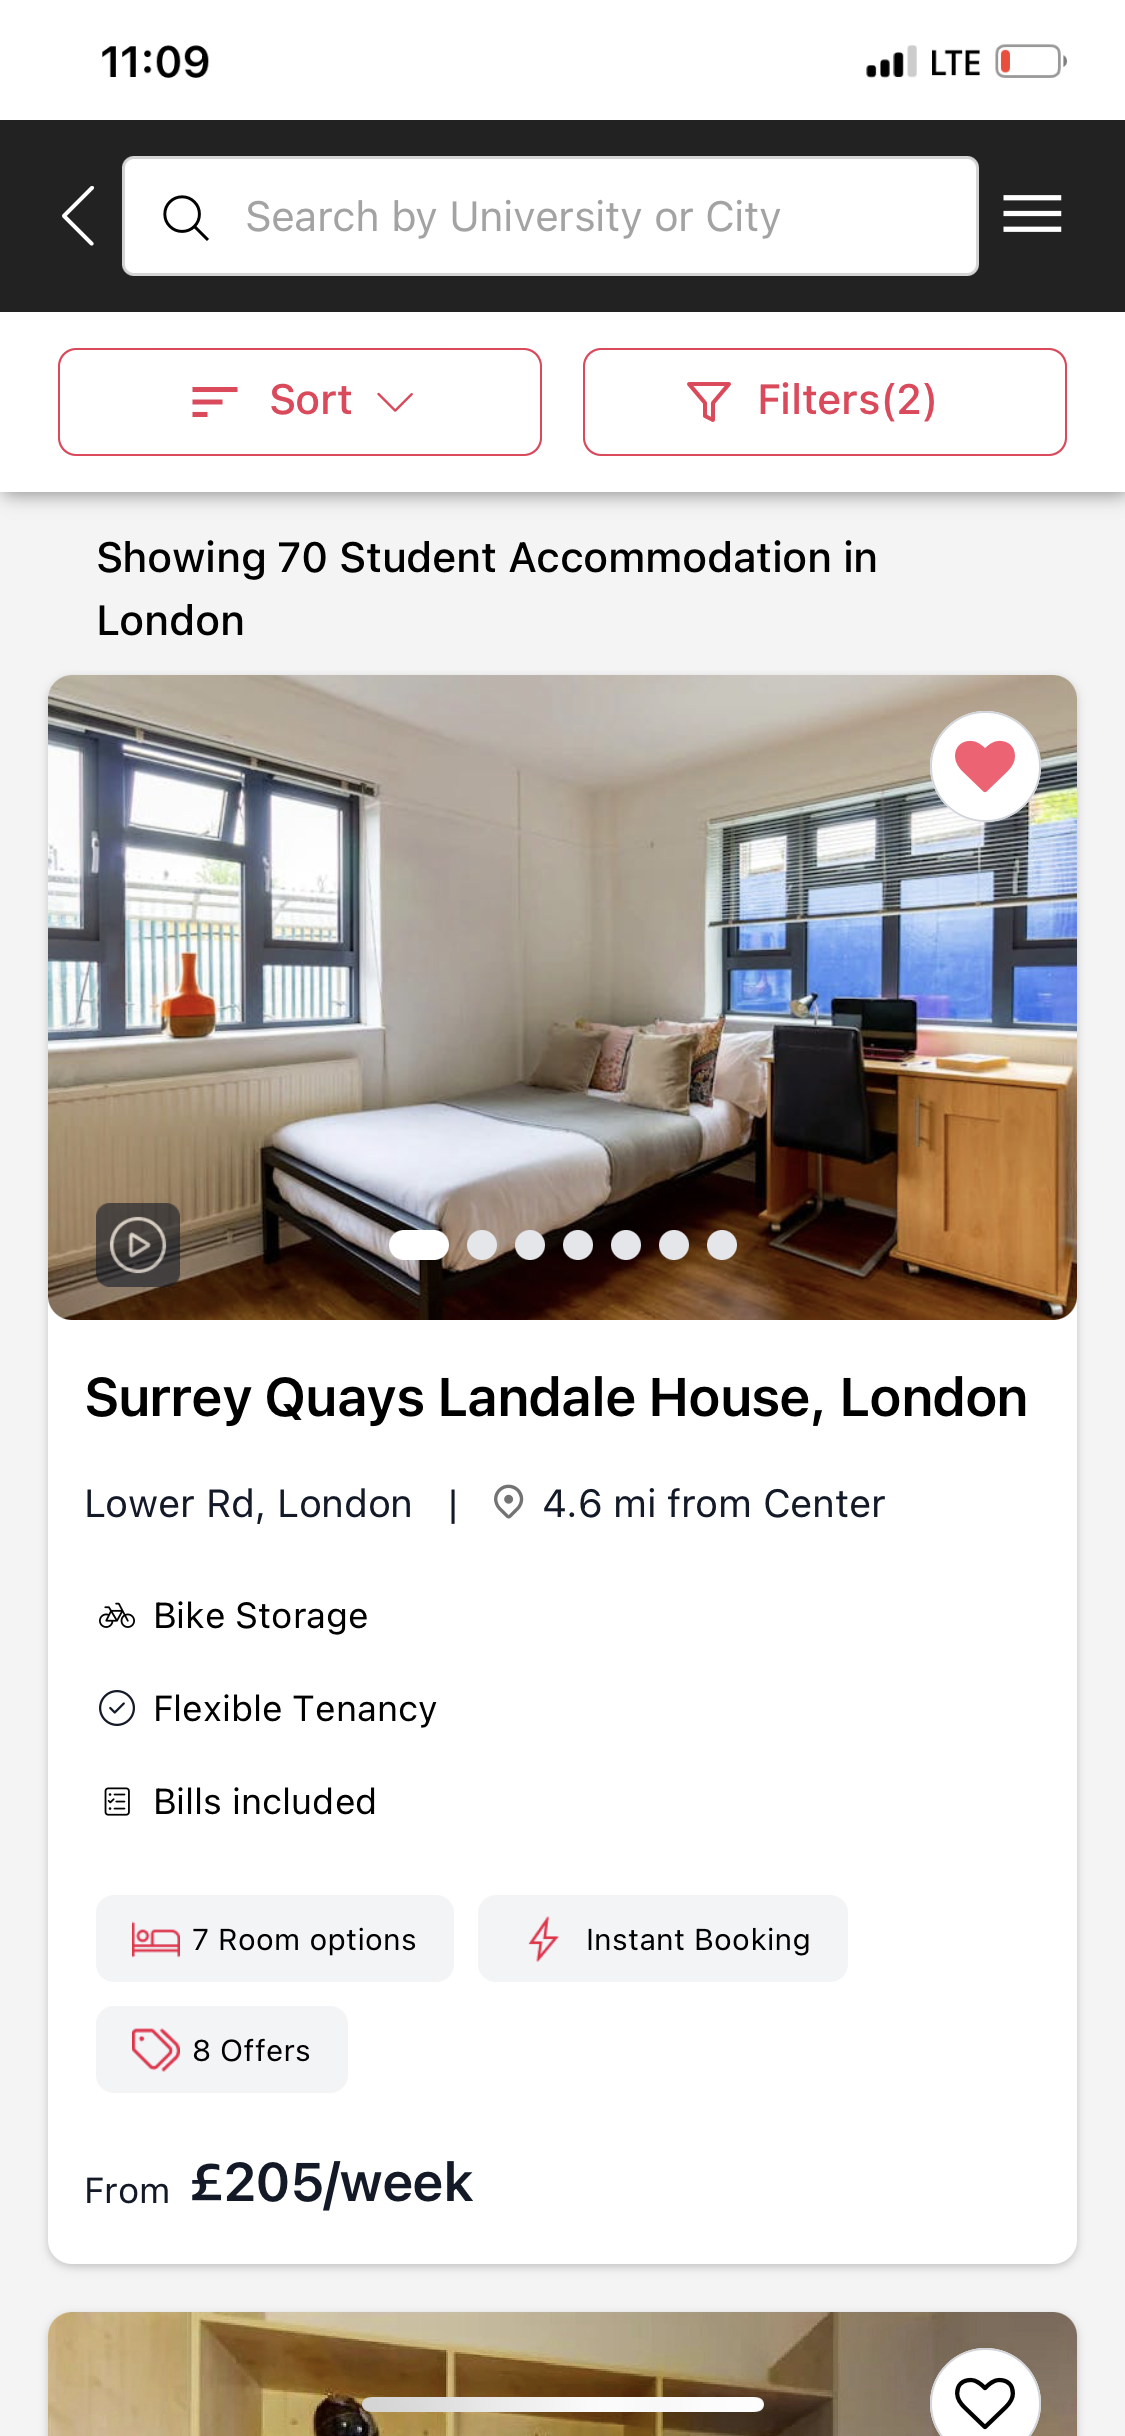 11:09
LTE
Search by University or City
Sort
Filters(2)
Showing 70 Student Accommodation in
London
Surrey Quays Landale House, London
Lower Rd, London | 4.6 mi from Center
Bike Storage
Flexible Tenancy
Bills included
7 Room options
Instant Booking
8 Offers
From £205/week